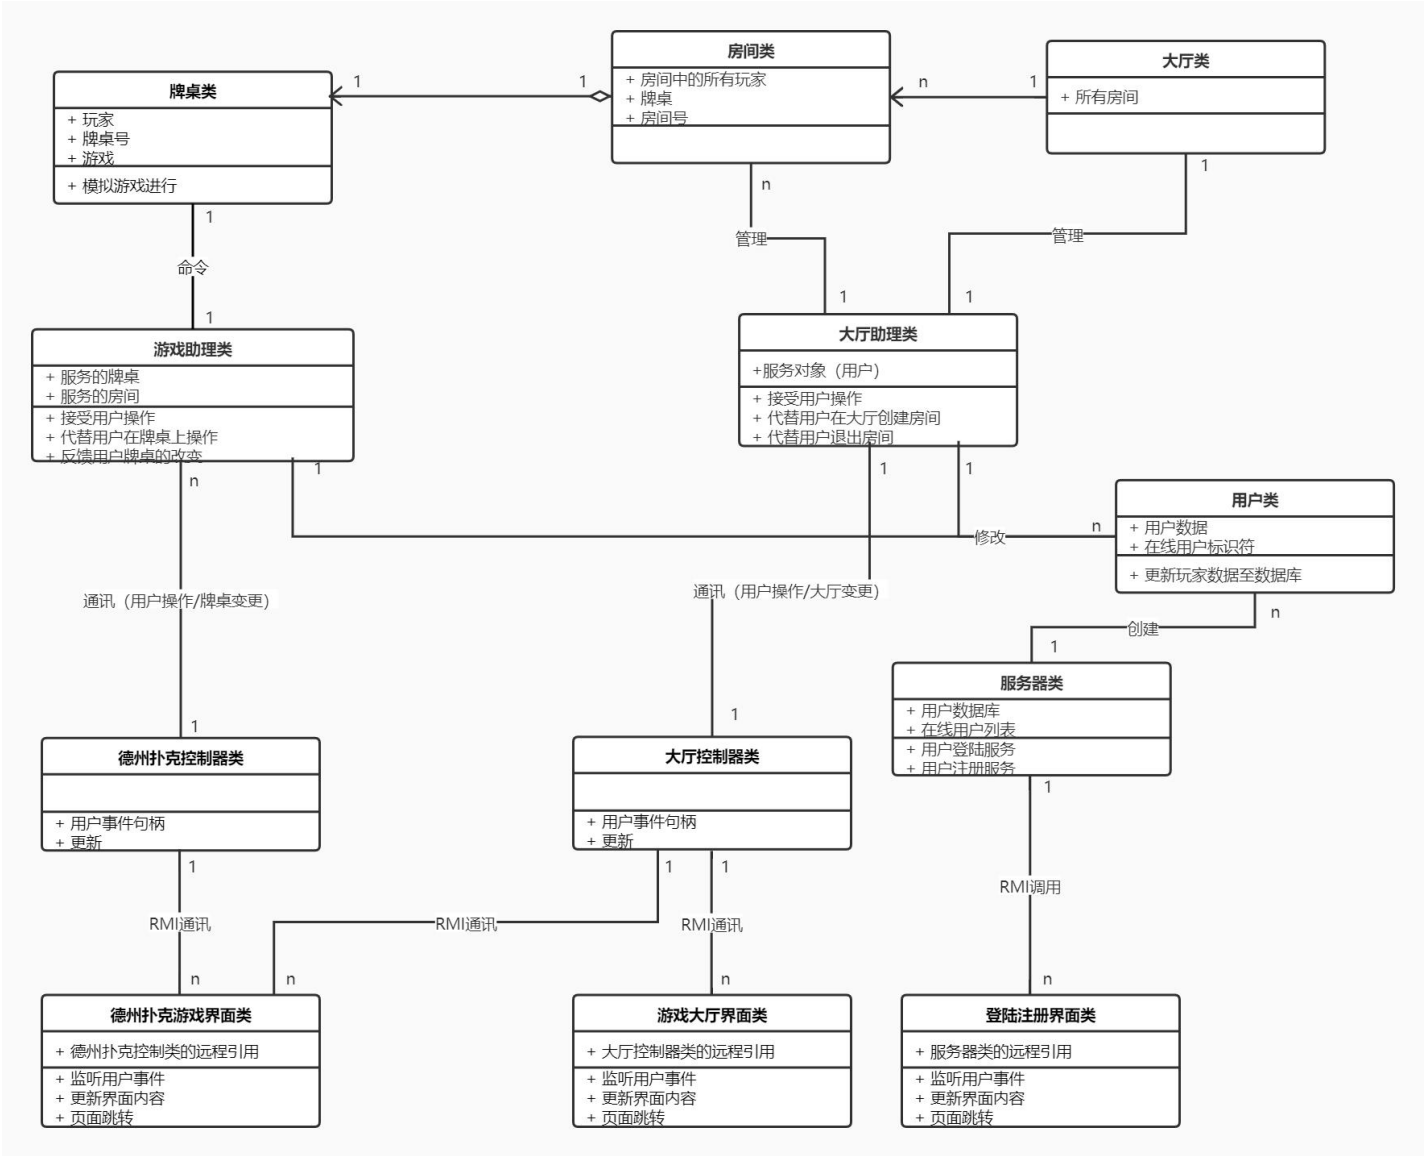 房间类
+ 房间中的所有玩家
+ 牌桌
+ 房间号
大厅类
+ 所有房间
牌桌类
+ 玩家
+ 牌桌号
+ 游戏
+ 模拟游戏进行
1
1
n
1
1
命令
1
n
管理
1
1
管理
1
游戏助理类
+ 服务的牌桌
+ 服务的房间
+ 接受用户操作
+ 代替用户在牌桌上操作
+ 反馈用户牌桌的改变
大厅助理类
+服务对象（用户）
+ 接受用户操作
+ 代替用户在大厅创建房间
+ 代替用户退出房间
n
1
1
1
修改
n
用户类
+ 用户数据
+ 在线用户标识符
+ 更新玩家数据至数据库
通讯（用户操作/牌桌变更）
通讯（用户操作/大厅变更）
n
创建
1
1
1
服务器类
+ 用户数据库
+ 在线用户列表
+ 用户登陆服务
+ 用户注册服务
德州扑克控制器类
+ 用户事件句柄
+ 更新
大厅控制器类
+ 用户事件句柄
+ 更新
1
1
1
1
RMI通讯
RMI通讯
RMI通讯
RMI调用
n
n
n
n
德州扑克游戏界面类
+ 德州扑克控制类的远程引用
+ 监听用户事件
+ 更新界面内容
+ 页面跳转
游戏大厅界面类
+ 大厅控制器类的远程引用
+ 监听用户事件
+ 更新界面内容
+ 页面跳转
登陆注册界面类
+ 服务器类的远程引用
+ 监听用户事件
+ 更新界面内容
+ 页面跳转